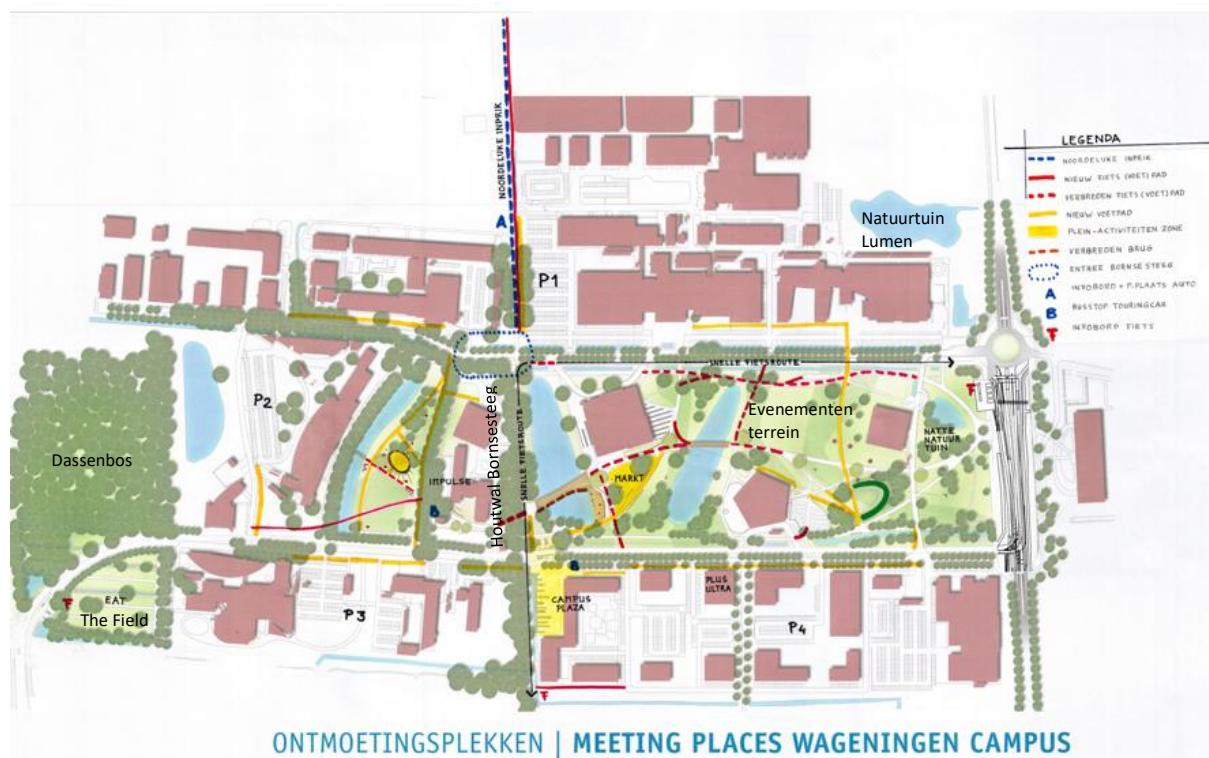 NOORDELIJKE INPRIK
A
P1
Natuurtuin
Lumen
LEGENDA
NOORDELIJKE INPRIK
NIEUW FIETS (VOET) PAD
VERBREDEN FIETS (VOET) PAD
NIEUW VOETPAD
PLEIN-ACTIVITEITEN ZONE
VERBREDEN BRUG
ENTREE BORNSE STEEG
A INFOBORD + P.PLAATS AUTO
B BUSSTOP TOURINGCAR
F INFOBORD FIETS
SNELLE FIETSROUTE
P2
Dassenbos
IMPULSE
B
Houtwal Bornsesteeg
SNELLE FIETSROUTE
MARKT
Evenementen
terrein
F
NATTE
NATUUR
TUIN
F
EAT
The Field
P3
B
CAMPUS
PLAZA
PLUS
ULTRA
P4
F
ONTMOETINGSPLEKKEN | MEETING PLACES WAGENINGEN CAMPUS